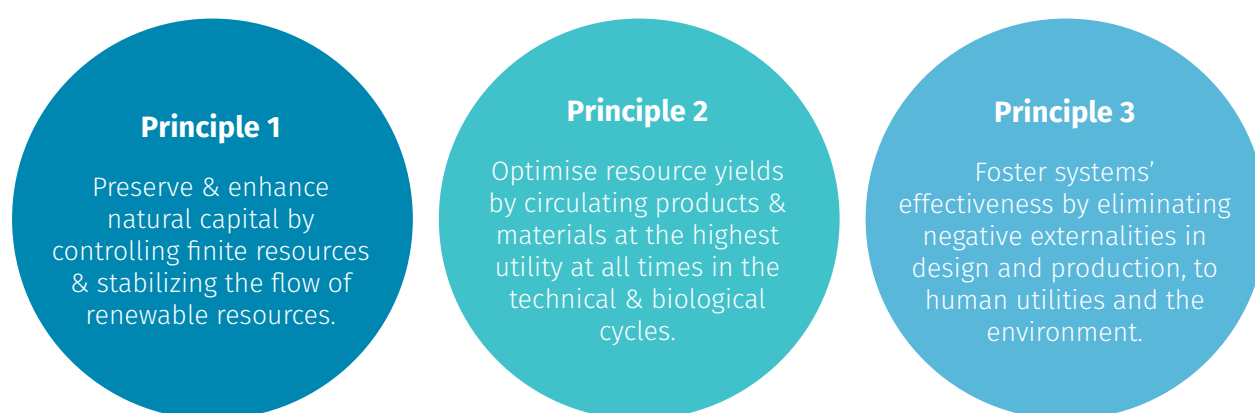 Principle 1
Preserve & enhance
natural capital by
controlling finite resources
& stabilizing the flow of
renewable resources.
Principle 2
Optimise resource yields
by circulating products &
materials at the highest
utility at all times in the
technical & biological
cycles.
Principle 3
Foster systems’
effectiveness by eliminating
negative externalities in
design and production, to
human utilities and the
environment.